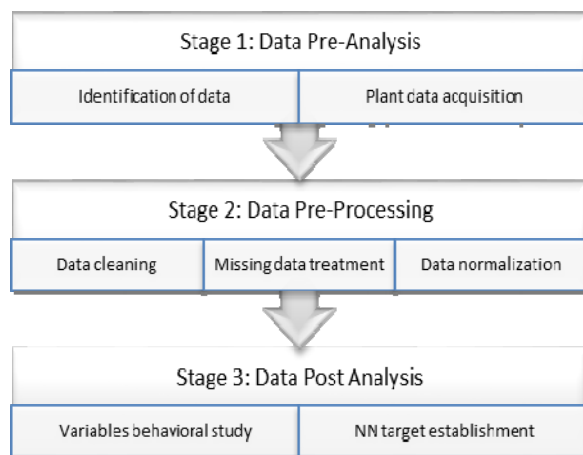 Stage 1: Data Pre-Analysis
Identification of data
Plant data acquisition
Stage 2: Data Pre-Processing
Data cleaning
Missing data treatment
Data normalization
Stage 3: Data Post Analysis
Variables behavioral study
NN target establishment